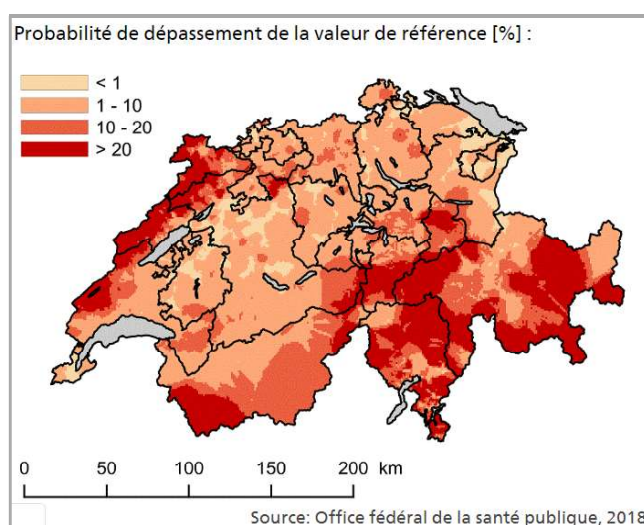 Probabilité de dépassement de la valeur de référence [%] :
< 1
1 - 10
10 - 20
> 20
0 50 100 150 200 km
Source: Office fédéral de la santé publique, 2018